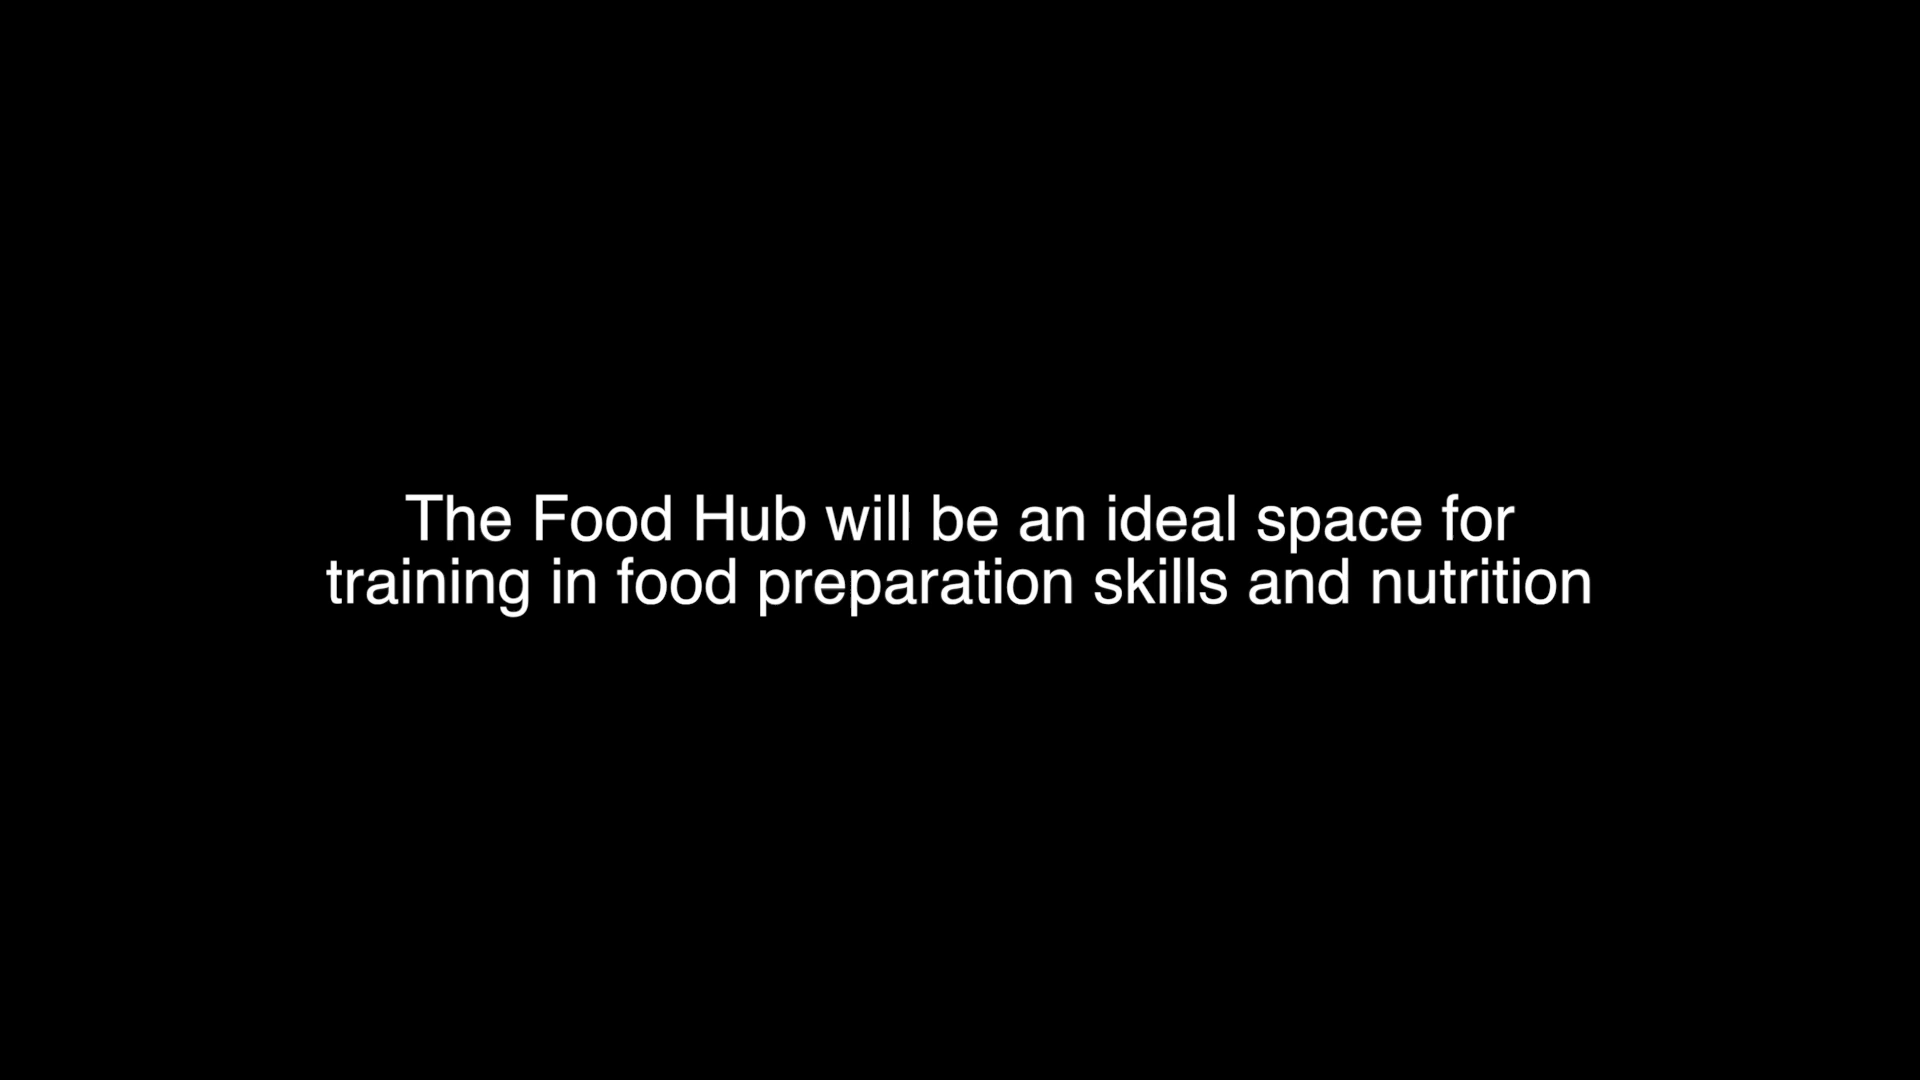 The Food Hub will be an ideal space for
training in food preparation skills and nutrition